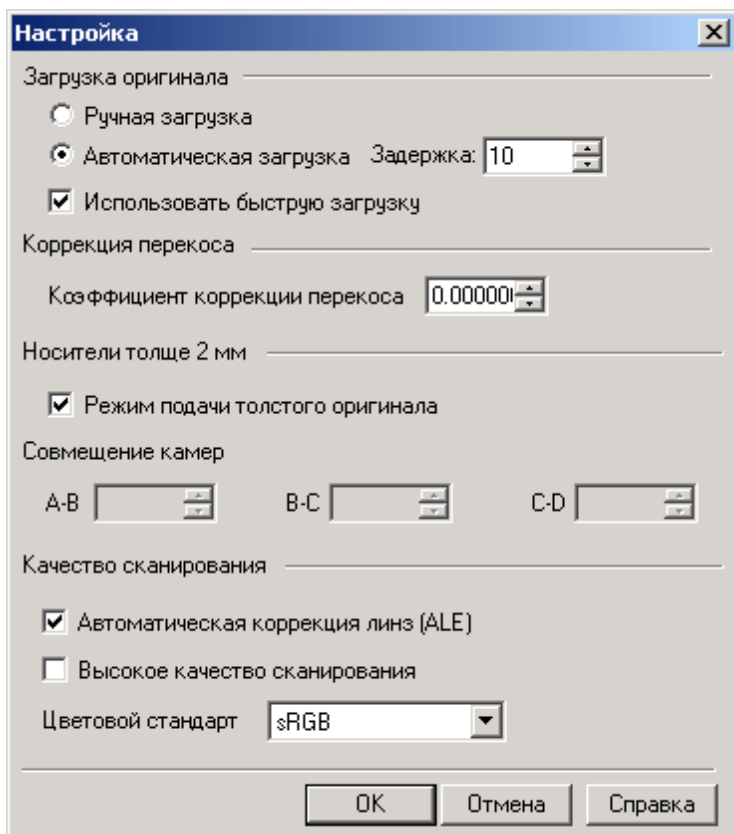 Настройка
Загрузка оригинала
Ручная загрузка
Автоматическая загрузка Задержка: 10
Использовать быструю загрузку
Коррекция перекоса
Коэффициент коррекции перекоса 0.00000
Носители толще 2 мм
Режим подачи толстого оригинала
Совмещение камер
A-B B-C C-D
Качество сканирования
Автоматическая коррекция линз (ALE)
Высокое качество сканирования
Цветовой стандарт sRGB
OK Отмена Справка